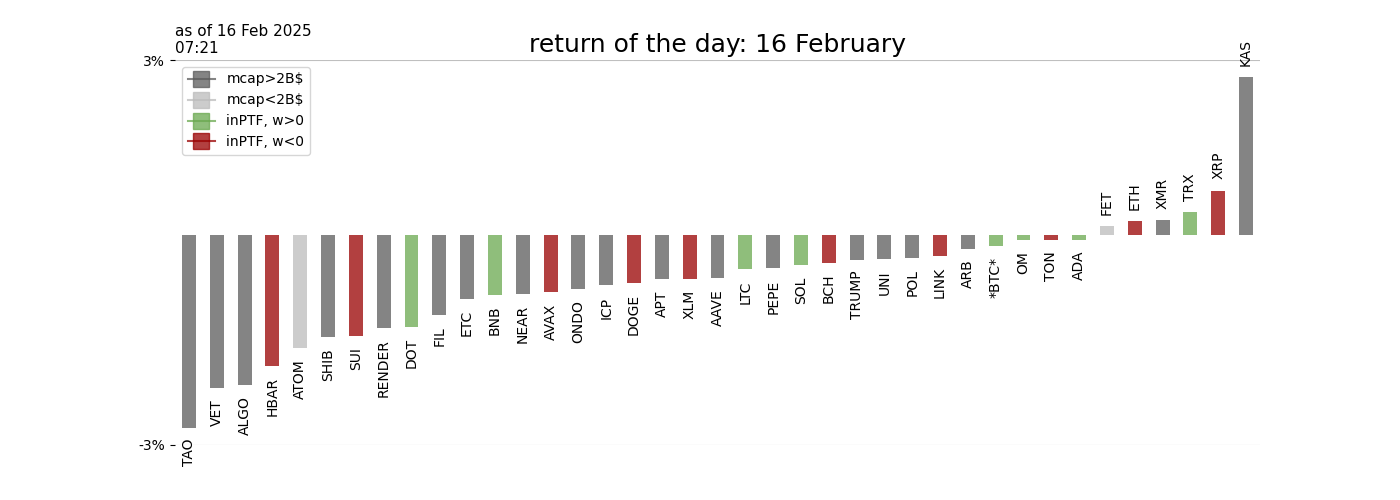 as of 16 Feb 2025
07:21
return of the day: 16 February
3%
mcap>2B$
mcap<2B$
inPTF, w>0
inPTF, w<0
-3%
TAO
VET
ALGO
HBAR
ATOM
SHIB
SUI
RENDER
DOT
FIL
ETC
BNB
NEAR
AVAX
ONDO
ICP
DOGE
APT
XLM
AAVE
LTC
PEPE
SOL
BCH
TRUMP
UNI
POL
LINK
ARB
*BTC*
OM
TON
ADA
FET
ETH
XMR
TRX
XRP
KAS